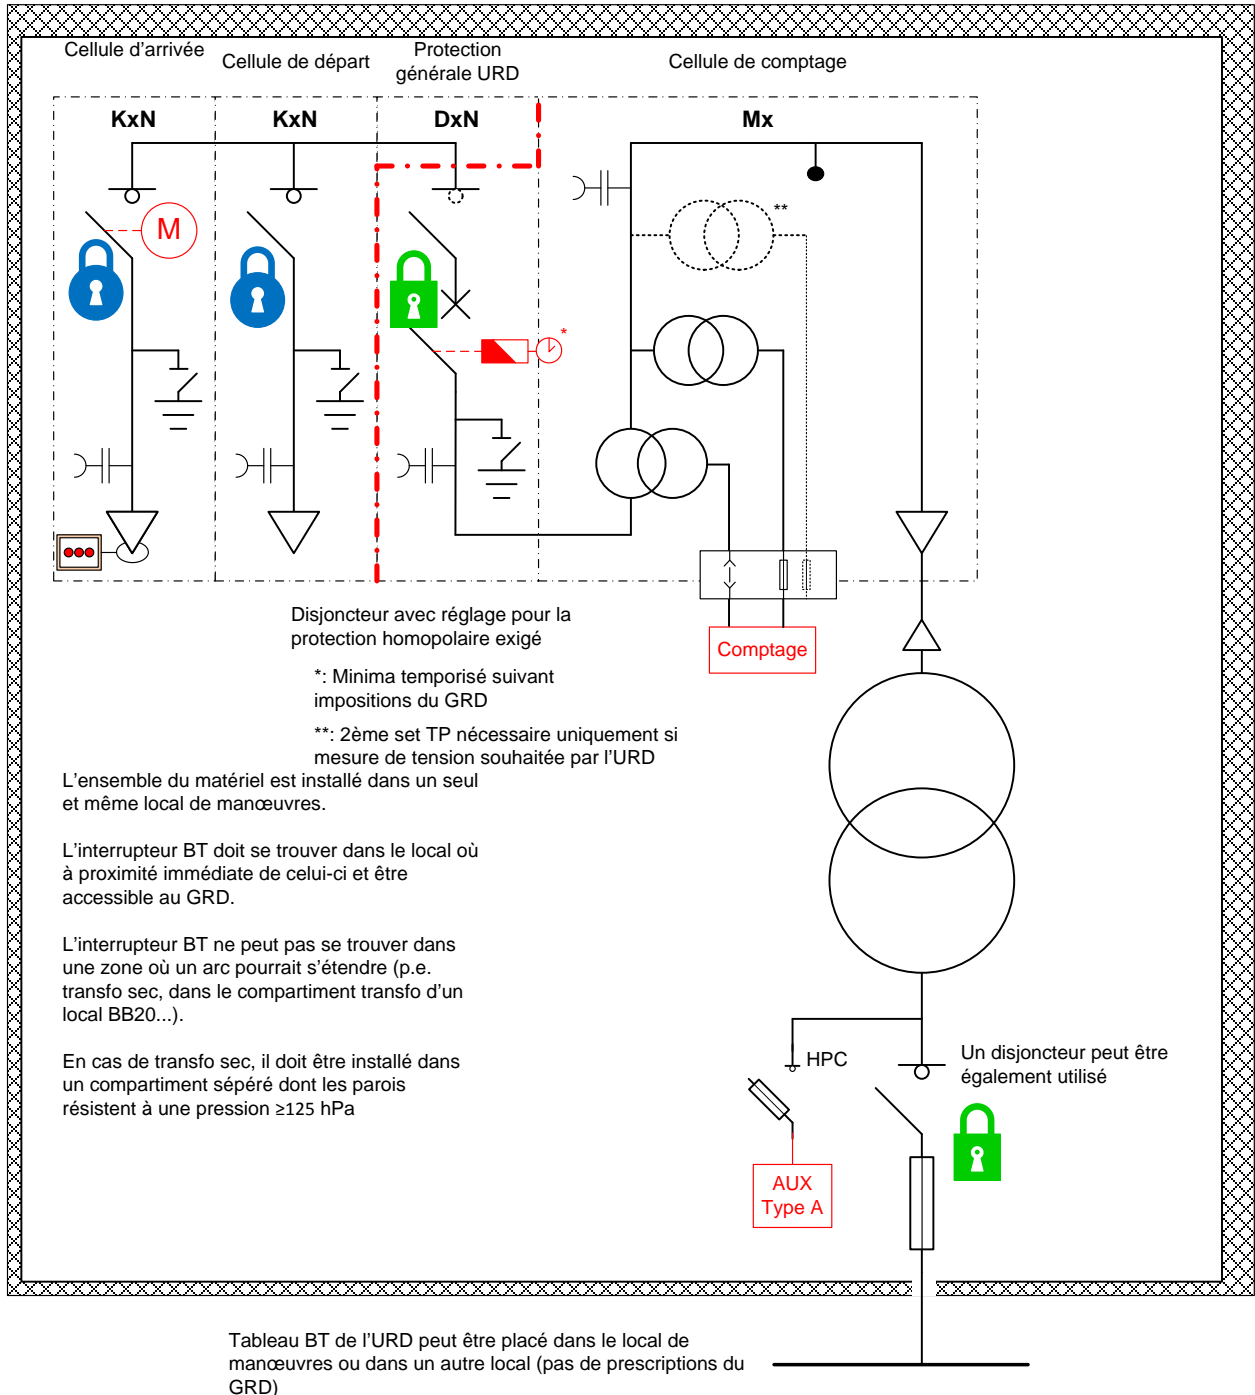 Cellule d'arrivée
Cellule de départ
Protection
générale URD
Cellule de comptage
KxN
KxN
DxN
Mx
M
**
*
Comptage
Disjoncteur avec réglage pour la
protection homopolaire exigé
*: Minima temporisé suivant
impositions du GRD
**: 2ème set TP nécessaire uniquement si
mesure de tension souhaitée par l'URD
L'ensemble du matériel est installé dans un seul
et même local de manœuvres.
L'interrupteur BT doit se trouver dans le local où
à proximité immédiate de celui-ci et être
accessible au GRD.
L'interrupteur BT ne peut pas se trouver dans
une zone où un arc pourrait s'étendre (p.e.
transfo sec, dans le compartiment transfo d'un
local BB20...).
En cas de transfo sec, il doit être installé dans
un compartiment sépéré dont les parois
résistent à une pression ≥125 hPa
HPC
Un disjoncteur peut être
également utilisé
AUX
Type A
Tableau BT de l'URD peut être placé dans le local de
manœuvres ou dans un autre local (pas de prescriptions du
GRD)